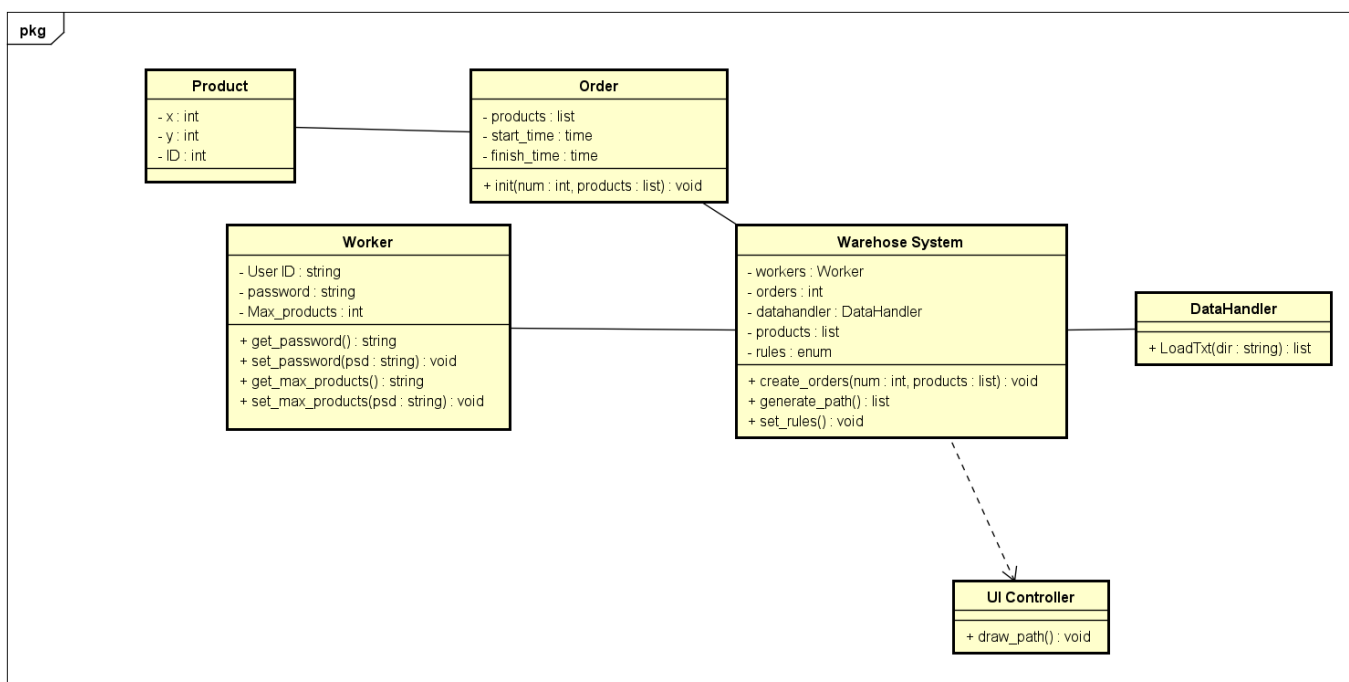 pkg
Product
- x : int
- y : int
- ID : int
Order
- products : list
- start_time : time
- finish_time : time
+ init(num : int, products : list) : void
Worker
- User ID : string
- password : string
- Max_products : int
+ get_password() : string
+ set_password(psd : string) : void
+ get_max_products() : string
+ set_max_products(psd : string) : void
Warehose System
- workers : Worker
- orders : int
- datahandler : DataHandler
- products : list
- rules : enum
+ create_orders(num : int, products : list) : void
+ generate_path() : list
+ set_rules() : void
DataHandler
+ LoadTxt(dir : string) : list
UI Controller
+ draw_path() : void